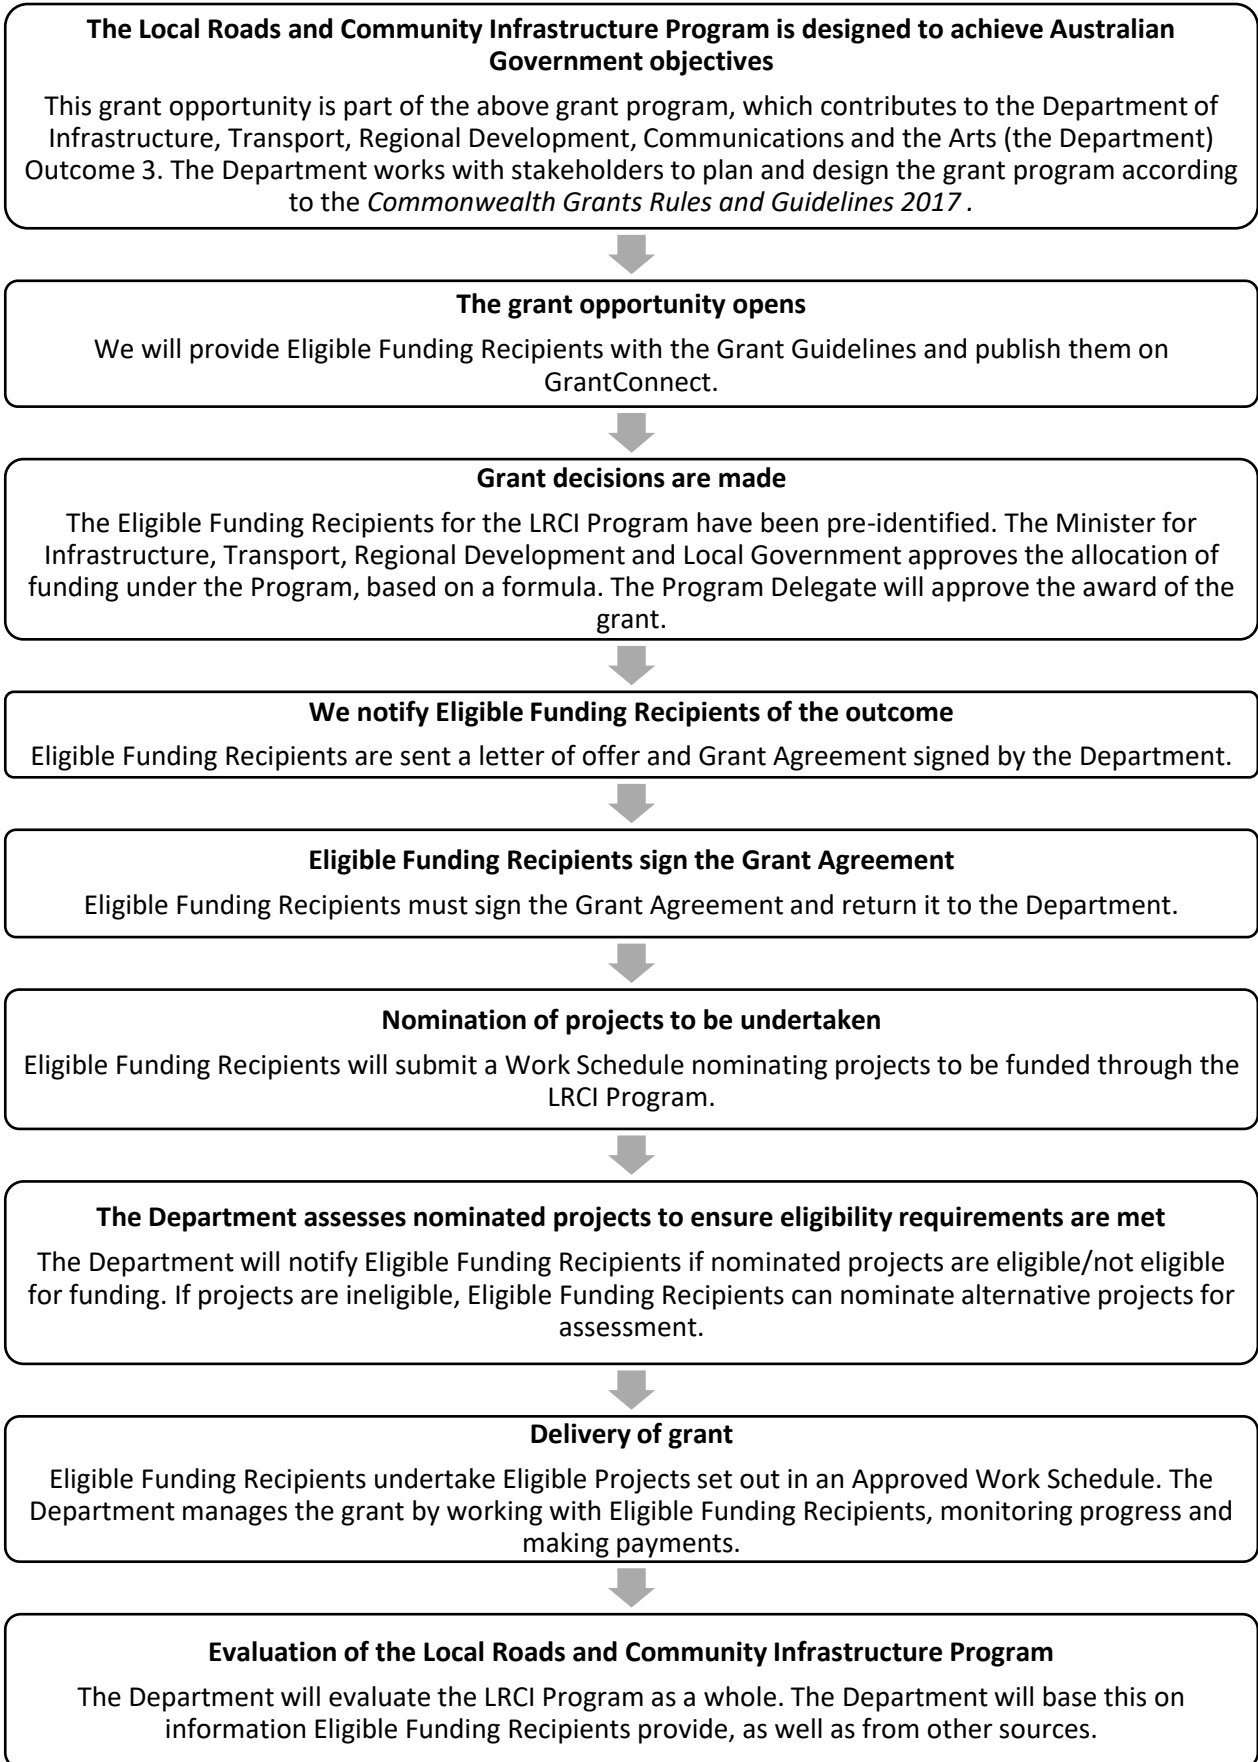 The Local Roads and Community Infrastructure Program is designed to achieve Australian
Government objectives
This grant opportunity is part of the above grant program, which contributes to the Department of
Infrastructure, Transport, Regional Development, Communications and the Arts (the Department)
Outcome 3. The Department works with stakeholders to plan and design the grant program according
to the Commonwealth Grants Rules and Guidelines 2017 .
The grant opportunity opens
We will provide Eligible Funding Recipients with the Grant Guidelines and publish them on
GrantConnect.
Grant decisions are made
The Eligible Funding Recipients for the LRCI Program have been pre-identified. The Minister for
Infrastructure, Transport, Regional Development and Local Government approves the allocation of
funding under the Program, based on a formula. The Program Delegate will approve the award of the
grant.
We notify Eligible Funding Recipients of the outcome
Eligible Funding Recipients are sent a letter of offer and Grant Agreement signed by the Department.
Eligible Funding Recipients sign the Grant Agreement
Eligible Funding Recipients must sign the Grant Agreement and return it to the Department.
Nomination of projects to be undertaken
Eligible Funding Recipients will submit a Work Schedule nominating projects to be funded through the
LRCI Program.
The Department assesses nominated projects to ensure eligibility requirements are met
The Department will notify Eligible Funding Recipients if nominated projects are eligible/not eligible
for funding. If projects are ineligible, Eligible Funding Recipients can nominate alternative projects for
assessment.
Delivery of grant
Eligible Funding Recipients undertake Eligible Projects set out in an Approved Work Schedule. The
Department manages the grant by working with Eligible Funding Recipients, monitoring progress and
making payments.
Evaluation of the Local Roads and Community Infrastructure Program
The Department will evaluate the LRCI Program as a whole. The Department will base this on
information Eligible Funding Recipients provide, as well as from other sources.